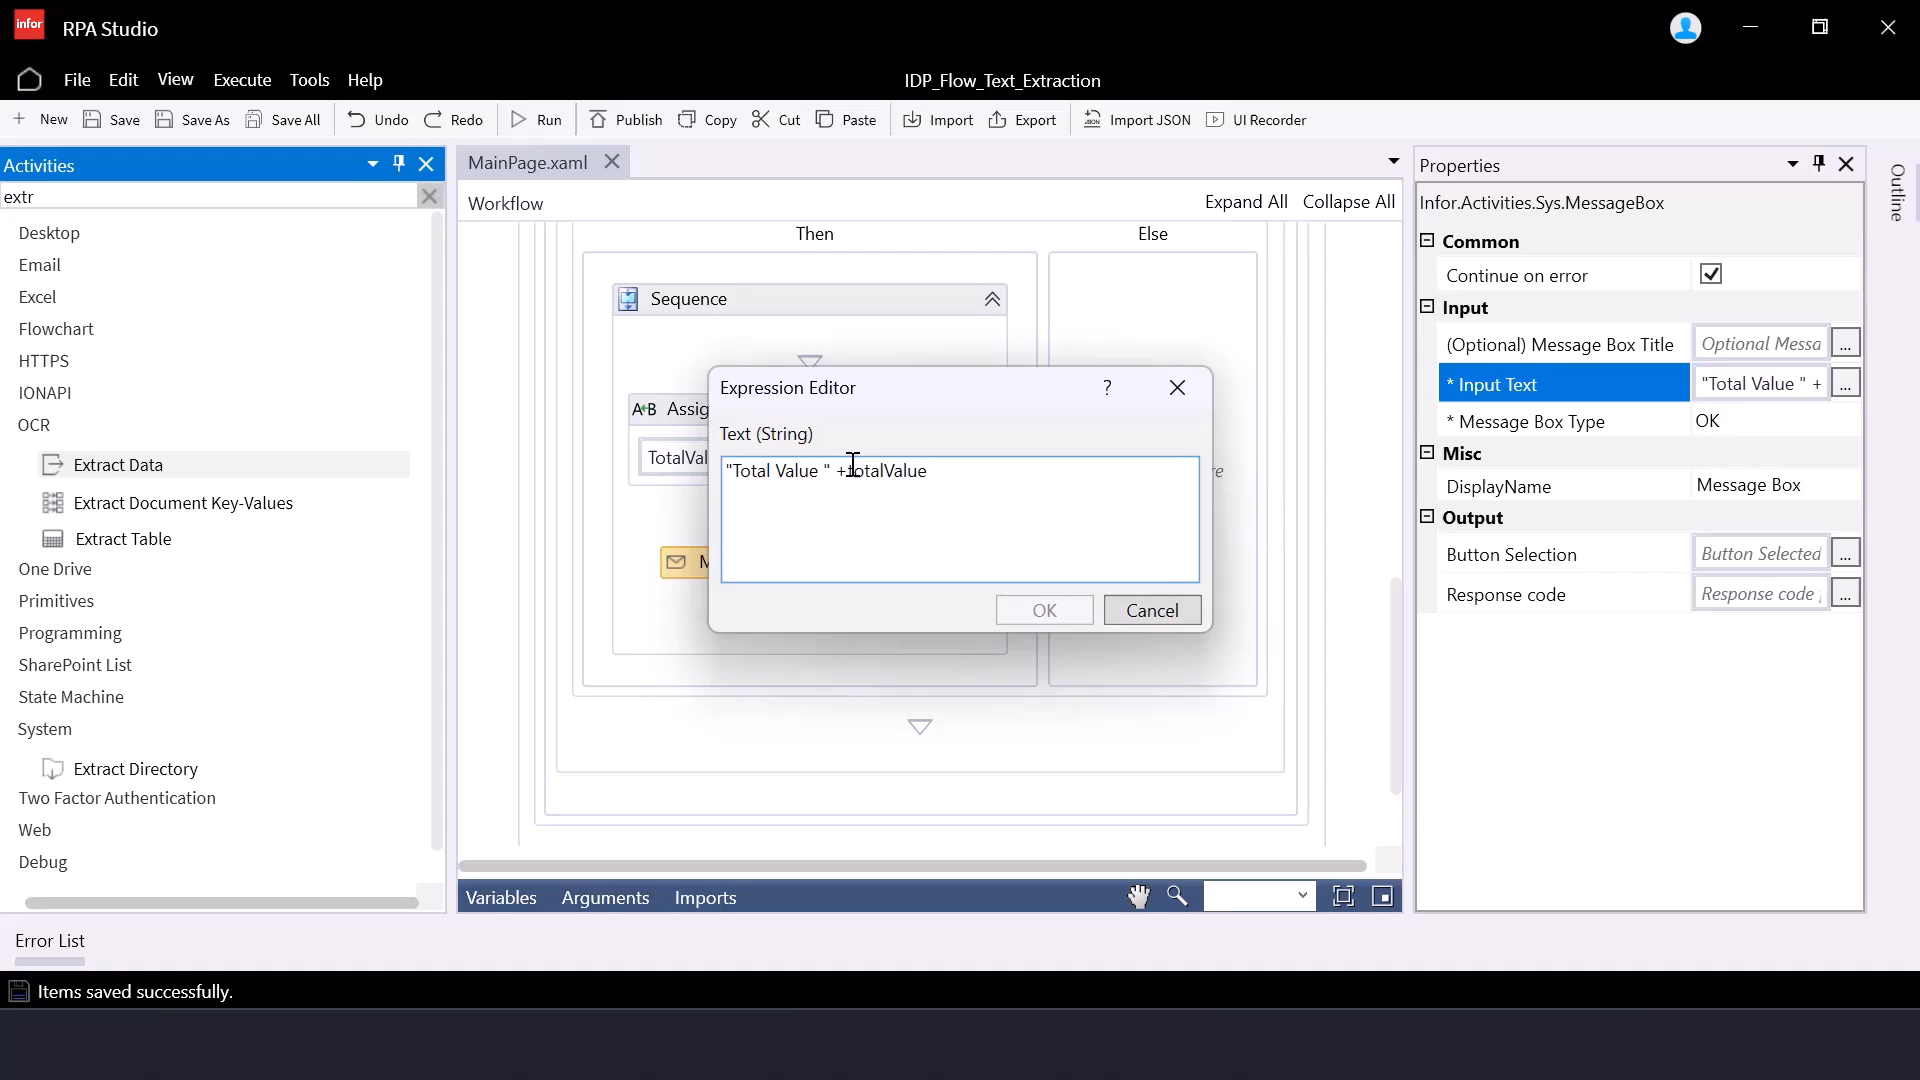 infor
RPA Studio
File Edit View Execute Tools Help
IDP_Flow_Text_Extraction
New Save Save As Save All Undo Redo Run Publish Copy Cut Paste Import Export Import JSON UI Recorder
Activities
extr
Desktop
Email
Excel
Flowchart
HTTPS
IONAPI
OCR
Extract Data
Extract Document Key-Values
Extract Table
One Drive
Primitives
Programming
SharePoint List
State Machine
System
Extract Directory
Two Factor Authentication
Web
Debug
MainPage.xaml
Workflow Expand All Collapse All
Then Else
Sequence
A+B Assig
TotalVal
M
re
Expression Editor ?
Text (String)
"Total Value " +totalValue
OK Cancel
Variables Arguments Imports
Properties
Infor.Activities.Sys.MessageBox
Common
Continue on error
Input
(Optional) Message Box Title Optional Messa ...
* Input Text "Total Value " + ...
* Message Box Type OK
Misc
DisplayName Message Box
Output
Button Selection Button Selected ...
Response code Response code ...
Outline
Error List
Items saved successfully.